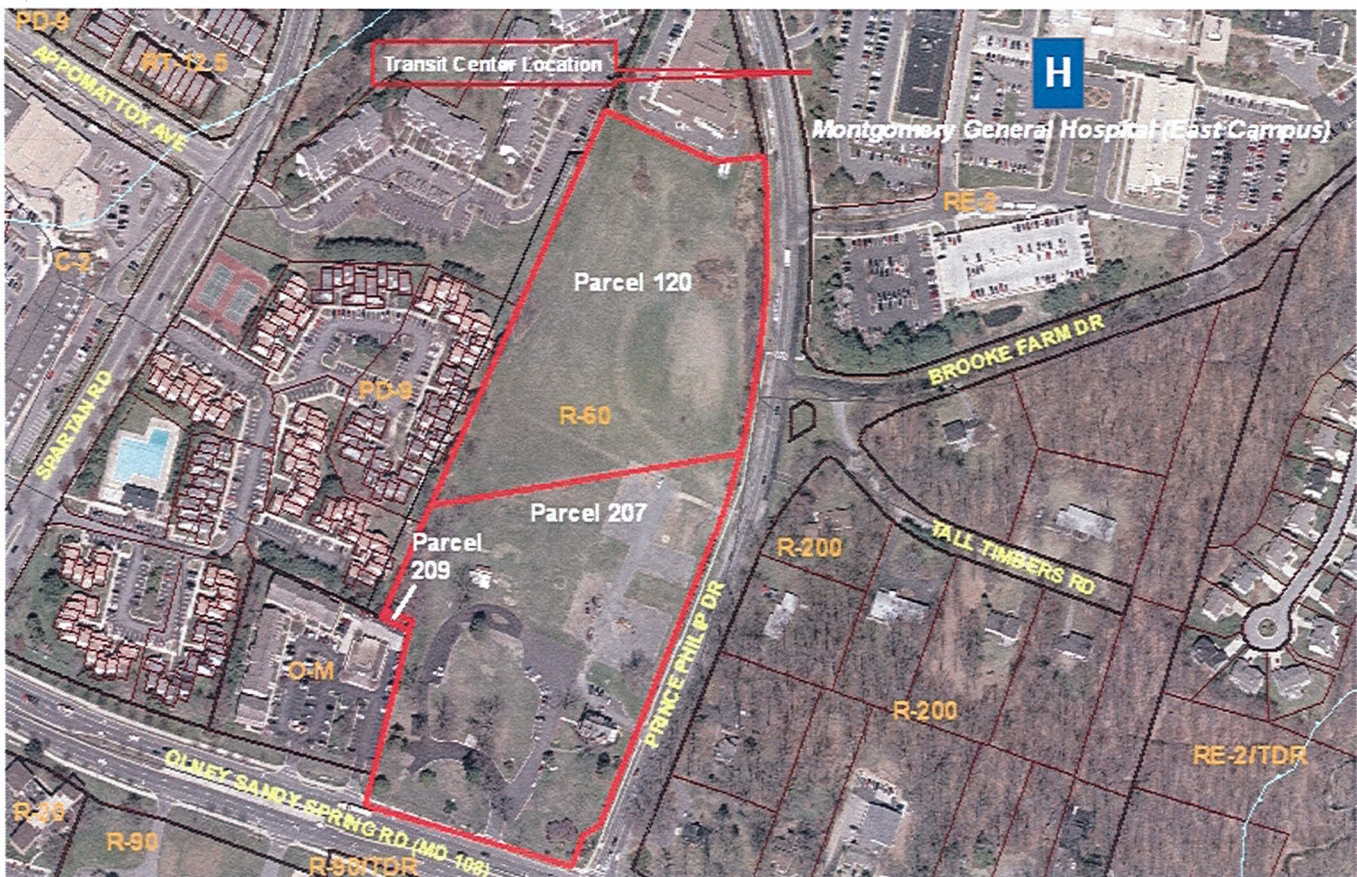 PD-9
RT-12.5
APPOMATTOX AVE
Transit Center Location
H
Montgomery General Hospital (East Campus)
RE-2
C-2
Parcel 120
BROOKE FARM DR
SPARTAN RD
PD-9
R-60
Parcel 207
Parcel
209
R-200
TALL TIMBERS RD
O-M
PRINCE PHILIP DR
R-200
RE-2/TDR
OLNEY SANDY SPRING RD (MD 108)
R-90
R-90/TDR